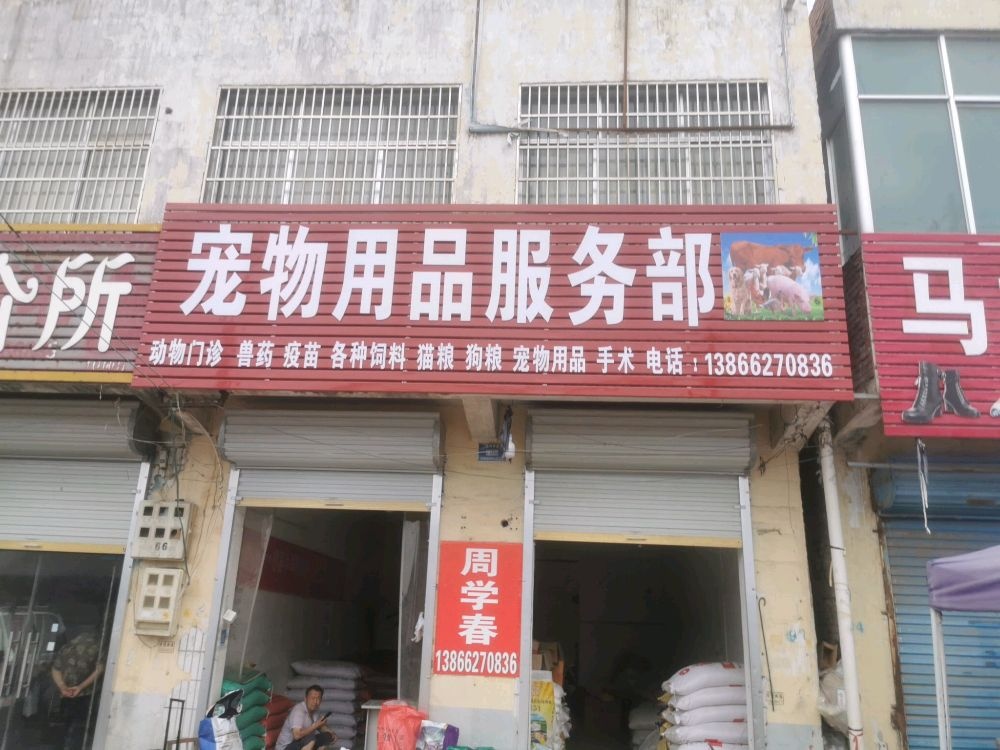 宠物用品服务部
动物门诊 兽药 疫苗 各种饲料 猫粮 狗粮 宠物用品 手术 电话：13866270836
所
马
周学春
13866270836
66